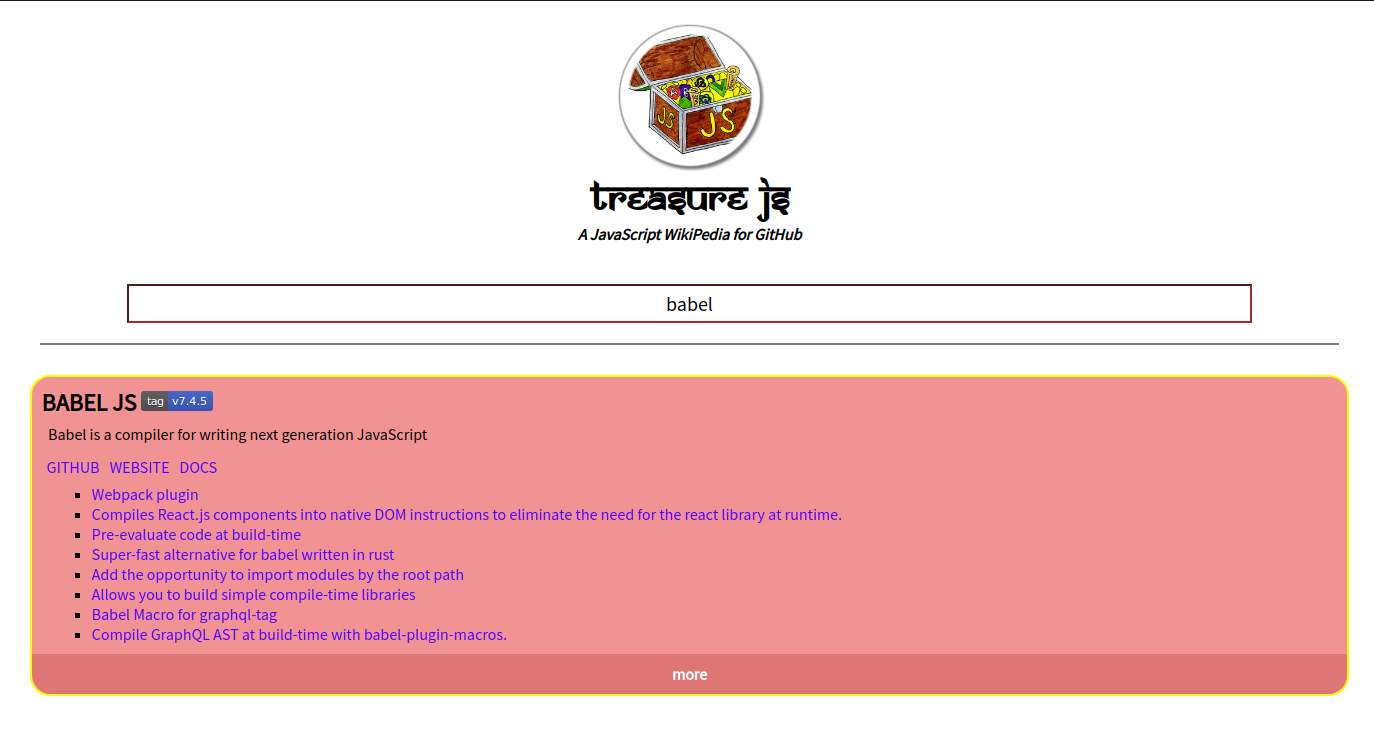 JS
JS
Treasure JS
A JavaScript WikiPedia for GitHub
babel
BABEL JS tag v7.4.5
Babel is a compiler for writing next generation JavaScript
GITHUB WEBSITE DOCS
Webpack plugin
Compiles React.js components into native DOM instructions to eliminate the need for the react library at runtime.
Pre-evaluate code at build-time
Super-fast alternative for babel written in rust
Add the opportunity to import modules by the root path
Allows you to build simple compile-time libraries
Babel Macro for graphql-tag
Compile GraphQL AST at build-time with babel-plugin-macros.
more